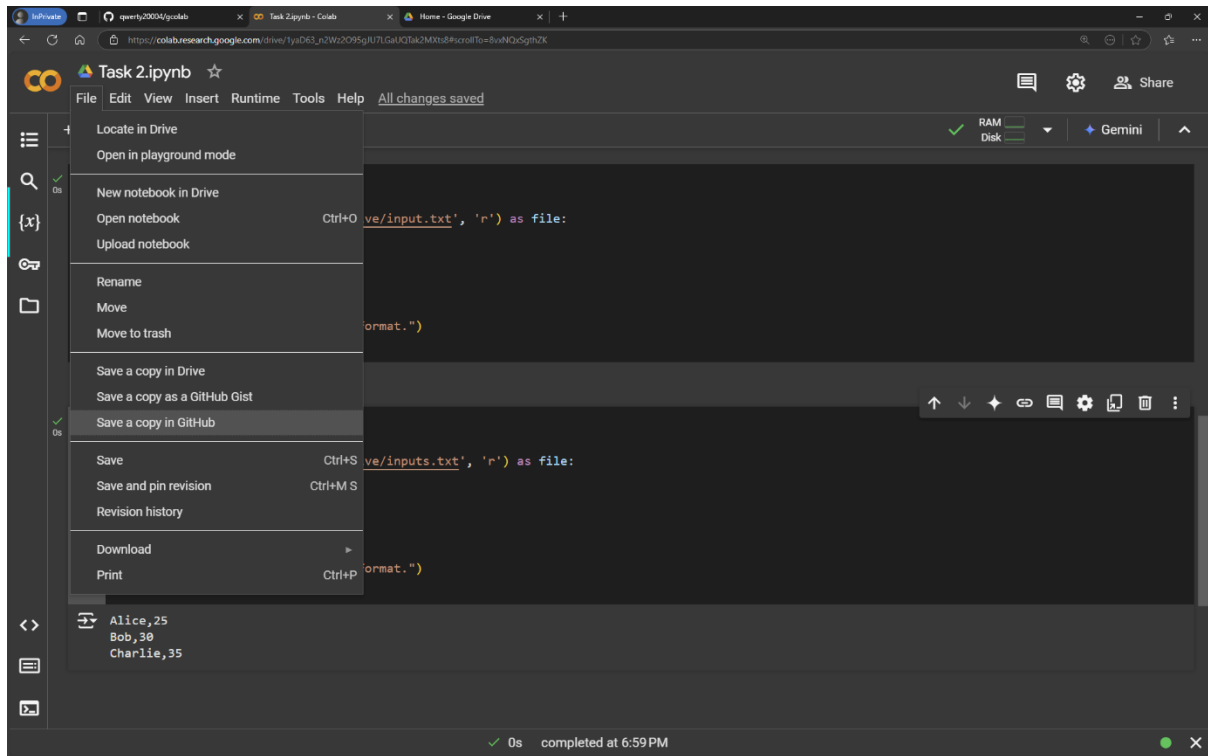 InPrivate
qwerty20004/gcolab
Task 2.ipynb - Colab
Home - Google Drive
https://colab.research.google.com/drive/1yaD63_n2Wz2O95gJU7LGaUQTak2MXts8#scrollTo=8vxNQxSgthZK
CO
Task 2.ipynb
File Edit View Insert Runtime Tools Help All changes saved
Share
Locate in Drive
Open in playground mode
New notebook in Drive
Open notebook Ctrl+O
Upload notebook
Rename
Move
Move to trash
Save a copy in Drive
Save a copy as a GitHub Gist
Save a copy in GitHub
Save Ctrl+S
Save and pin revision Ctrl+M S
Revision history
Download
Print Ctrl+P
RAM
Disk
Gemini
{x}
0s
ve/input.txt', 'r') as file:
ormat.")
0s
ve/inputs.txt', 'r') as file:
ormat.")
Alice,25
Bob,30
Charlie,35
0s completed at 6:59 PM